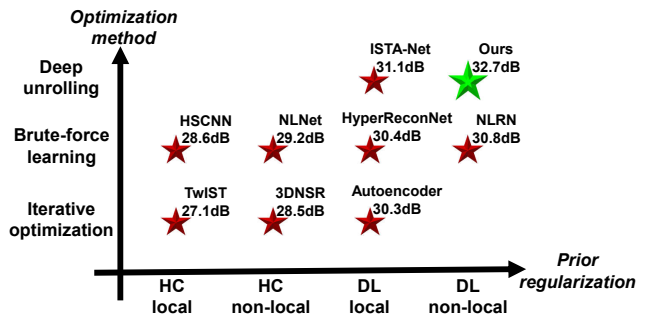 Optimization
method
Deep
unrolling
ISTA-Net
31.1dB
Ours
32.7dB
Brute-force
learning
HSCNN
28.6dB
NLNet
29.2dB
HyperReconNet
30.4dB
NLRN
30.8dB
Iterative
optimization
TwIST
27.1dB
3DNSR
28.5dB
Autoencoder
30.3dB
Prior
regularization
HC
local
HC
non-local
DL
local
DL
non-local